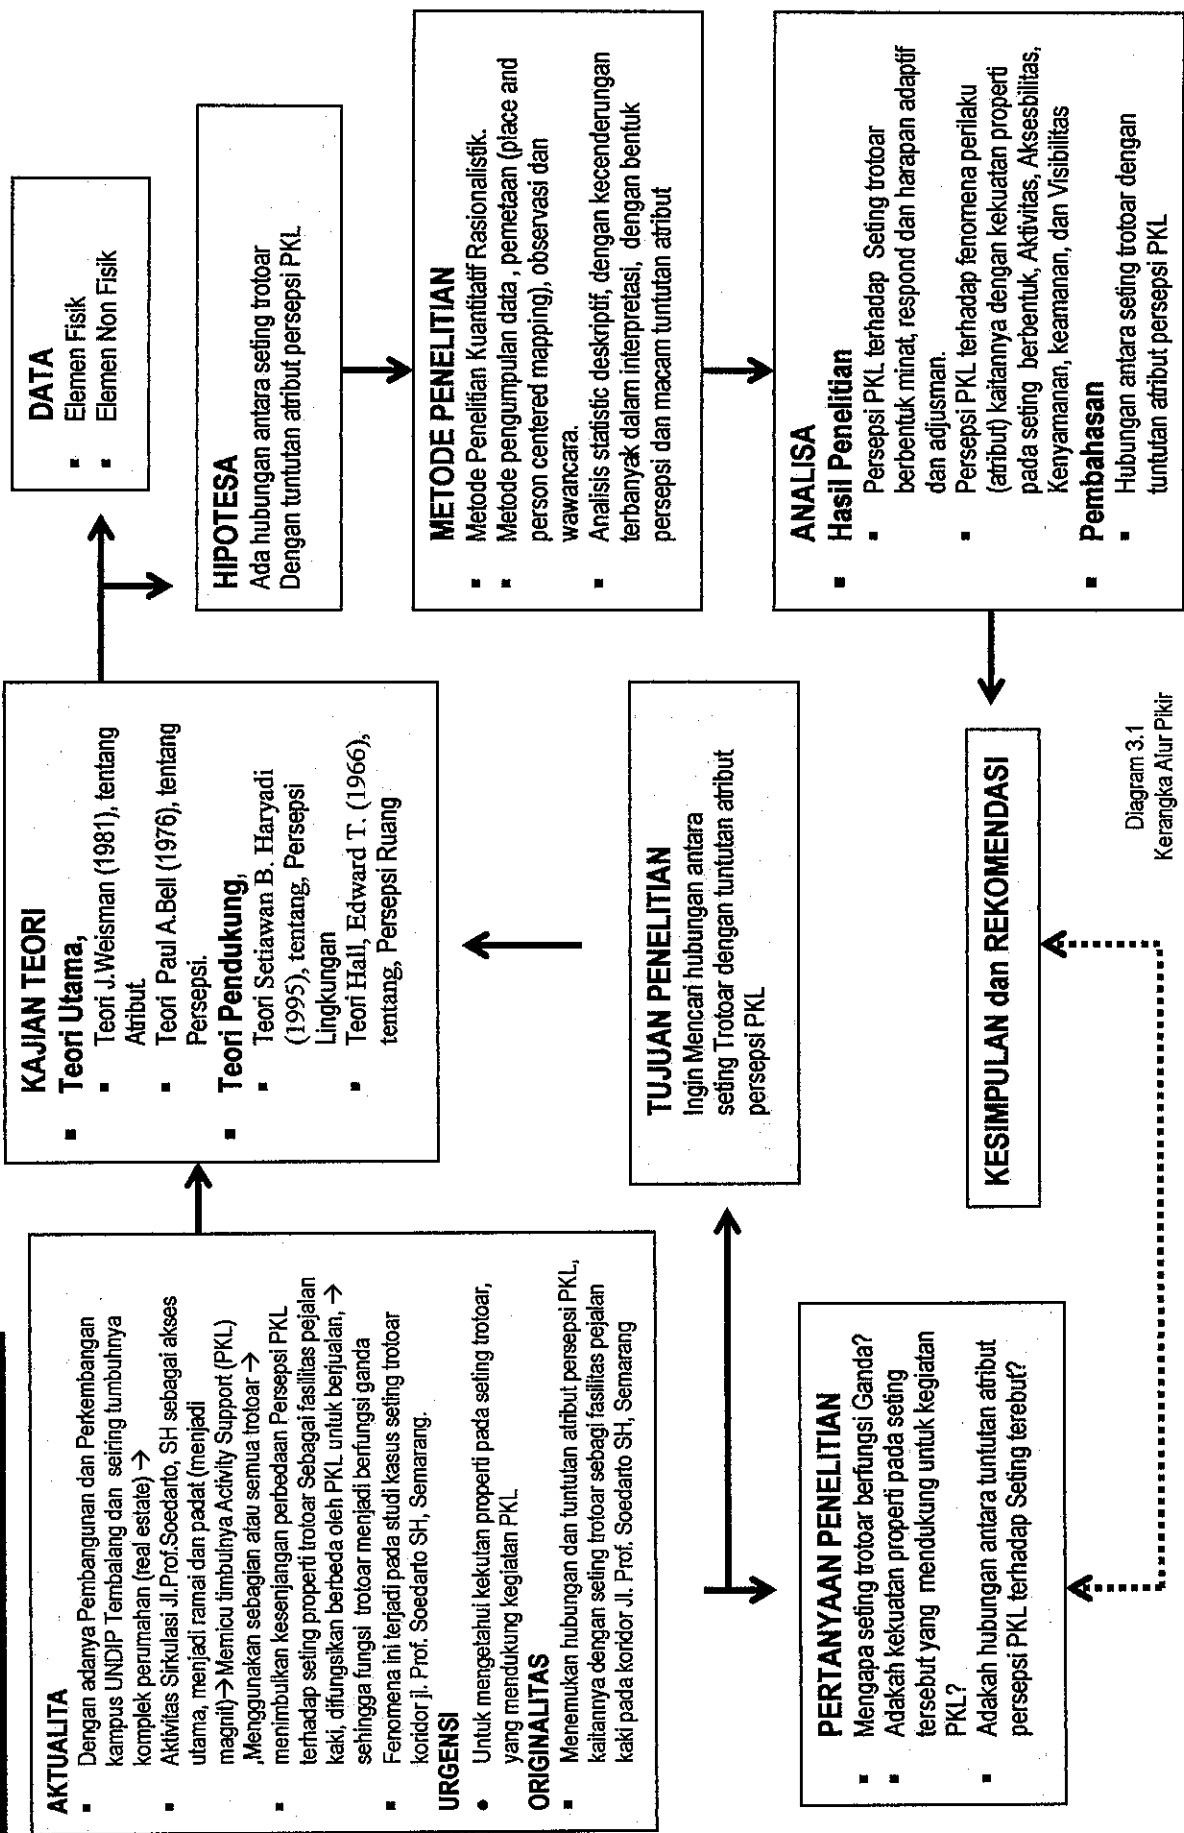 AKTUALITA
▪ Dengan adanya Pembangunan dan Perkembangan
kampus UNDIP Tembalang dan seiring tumbuhnya
komplek perumahan (real estate) →
▪ Aktivitas Sirkulasi Jl.Prof.Soedarto, SH sebagai akses
utama, menjadi ramai dan padat (menjadi
magnit)→ Memicu timbulnya Activity Support (PKL)
,Menggunakan sebagian atau semua trotoar →
▪ menimbulkan kesenjangan perbedaan Persepsi PKL
terhadap seting properti trotoar Sebagai fasilitas pejalan
kaki, difungsikan berbeda oleh PKL untuk berjualan, →
sehingga fungsi trotoar menjadi berfungsi ganda
▪ Fenomena ini terjadi pada studi kasus seting trotoar
koridor jl. Prof. Soedarto SH, Semarang.
URGENSI
● Untuk mengetahui kekutan properti pada seting trotoar,
yang mendukung kegiatan PKL.
ORIGINALITAS
▪ Menemukan hubungan dan tuntutan atribut persepsi PKL,
kaitannya dengan seting trotoar sebagi fasilitas pejalan
kaki pada koridor Jl. Prof. Soedarto SH, Semarang
PERTANYAAN PENELITIAN
▪ Mengapa seting trotoar berfungsi Ganda?
▪ Adakah kekuatan properti pada seting
tersebut yang mendukung untuk kegiatan
PKL?
▪ Adakah hubungan antara tuntutan atribut
persepsi PKL terhadap Seting terebut?
KAJIAN TEORI
▪ Teori Utama,
▪ Teori J.Weisman (1981), tentang
Atribut.
▪ Teori Paul A.Bell (1976), tentang
Persepsi.
▪ Teori Pendukung,
▪ Teori Setiawan B. Haryadi
(1995), tentang, Persepsi
Lingkungan
▪ Teori Hall, Edward T. (1966),
tentang, Persepsi Ruang
TUJUAN PENELITIAN
Ingin Mencari hubungan antara
seting Trotoar dengan tuntutan atribut
persepsi PKL
KESIMPULAN dan REKOMENDASI
Diagram 3.1
Kerangka Alur Pikir
DATA
▪ Elemen Fisik
▪ Elemen Non Fisik
HIPOTESA
Ada hubungan antara seting trotoar
Dengan tuntutan atribut persepsi PKL
METODE PENELITIAN
▪ Metode Penelitian Kuantitatif Rasionalistik.
▪ Metode pengumpulan data , pemetaan (place and
person centered mapping), observasi dan
wawancara.
▪ Analisis statistic deskriptif, dengan kecenderungan
terbanyak dalam interpretasi, dengan bentuk
persepsi dan macam tuntutan atribut
ANALISA
▪ Hasil Penelitian
▪ Persepsi PKL terhadap Seting trotoar
berbentuk minat, respond dan harapan adaptif
dan adjusman.
▪ Persepsi PKL terhadap fenomena perilaku
(atribut) kaitannya dengan kekuatan properti
pada seting berbentuk, Aktivitas, Aksesbilitas,
Kenyamanan, keamanan, dan Visibilitas
▪ Pembahasan
▪ Hubungan antara seting trotoar dengan
tuntutan atribut persepsi PKL